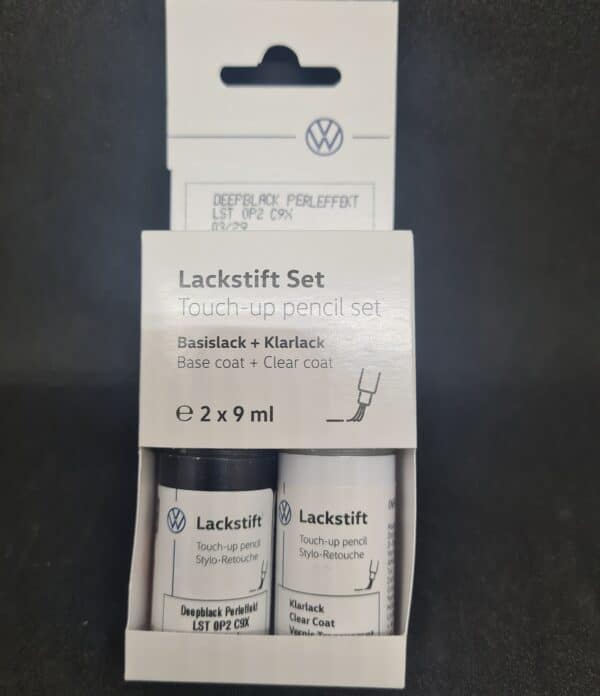 DEEPBLACK PERLEFFEKT
LST 0P2 C9X
03/29
Lackstift Set
Touch-up pencil set
Basislack + Klarlack
Base coat + Clear coat
℮ 2 x 9 ml
Lackstift
Touch-up pencil
Stylo-Retouche
Deepblack Perleffekt
LST 0P2 C9X
Lackstift
Touch-up pencil
Stylo-Retouche
Klarlack
Clear Coat
Vernis